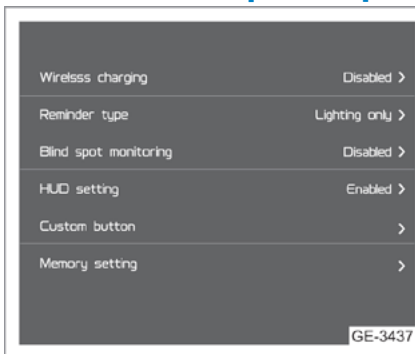 Wirelsss charging Disabled >
Reminder type Lighting only >
Blind spot monitoring Disabled >
HUD setting Enabled >
Custom button >
Memory setting >
GE-3437